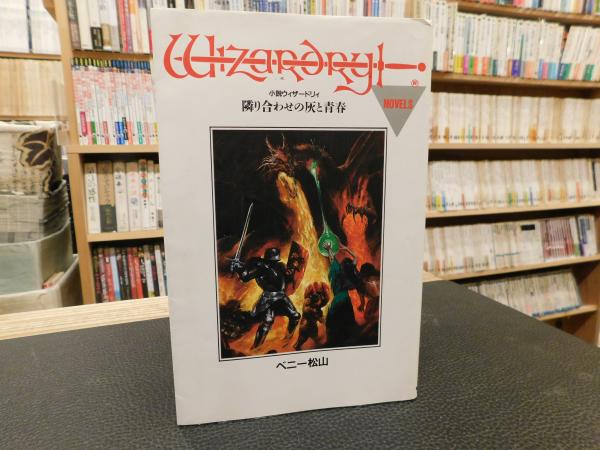 Wizardry
®
NOVELS
小説ウィザードリィ
隣り合わせの灰と青春
ベニー松山